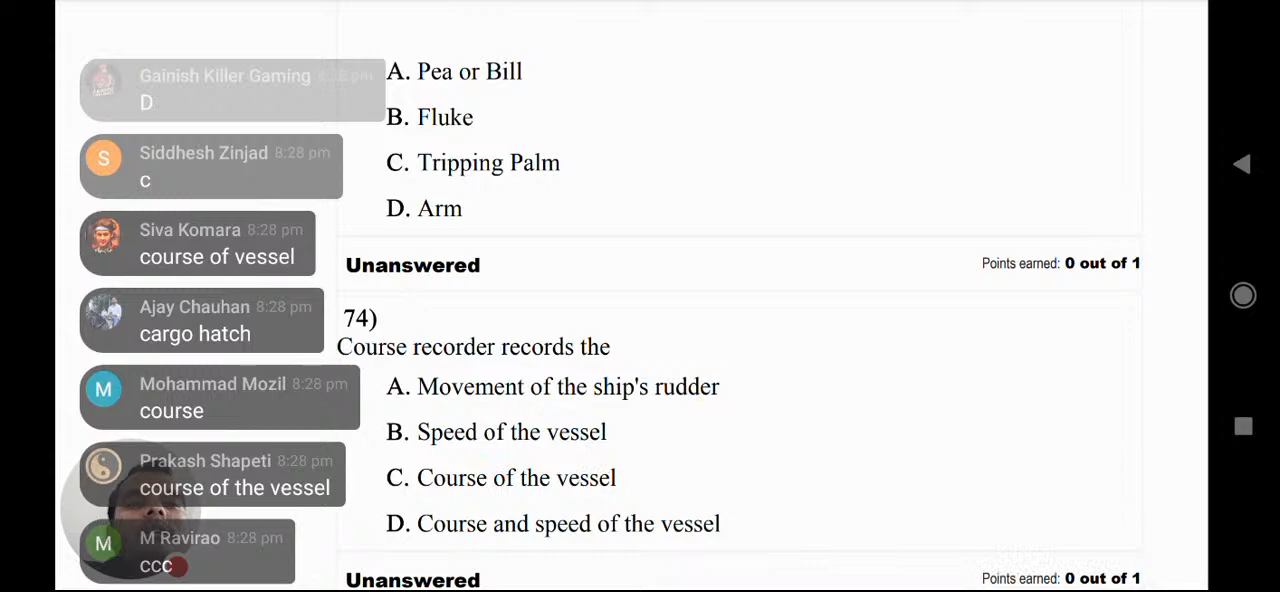 Gainish Killer Gaming 8:28 pm
D
S
Siddhesh Zinjad 8:28 pm
c
Siva Komara 8:28 pm
course of vessel
Ajay Chauhan 8:28 pm
cargo hatch
M
Mohammad Mozil 8:28 pm
course
Prakash Shapeti 8:28 pm
course of the vessel
M
M Ravirao 8:28 pm
ccc
A. Pea or Bill
B. Fluke
C. Tripping Palm
D. Arm
Unanswered
Points earned: 0 out of 1
74)
Course recorder records the
A. Movement of the ship's rudder
B. Speed of the vessel
C. Course of the vessel
D. Course and speed of the vessel
Unanswered
Points earned: 0 out of 1